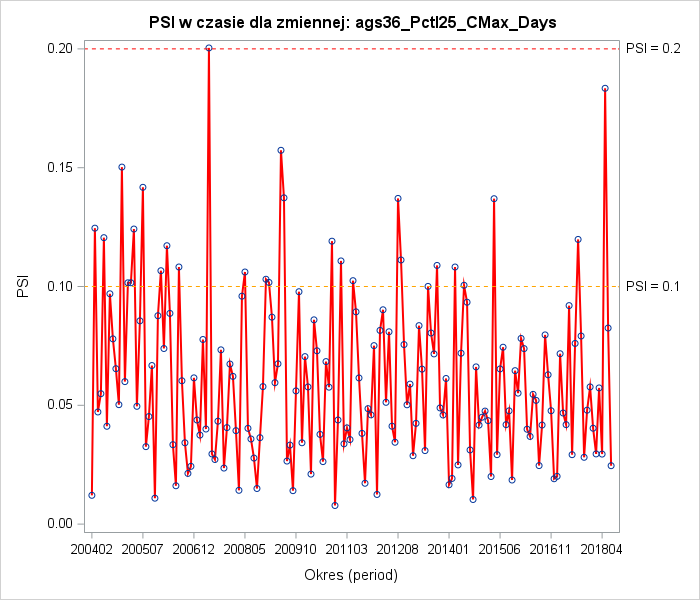 PSI w czasie dla zmiennej: ags36_Pctl25_CMax_Days
0.20
PSI = 0.2
0.15
PSI
0.10
PSI = 0.1
0.05
0.00
200402 200507 200612 200805 200910 201103 201208 201401 201506 201611 201804
Okres (period)